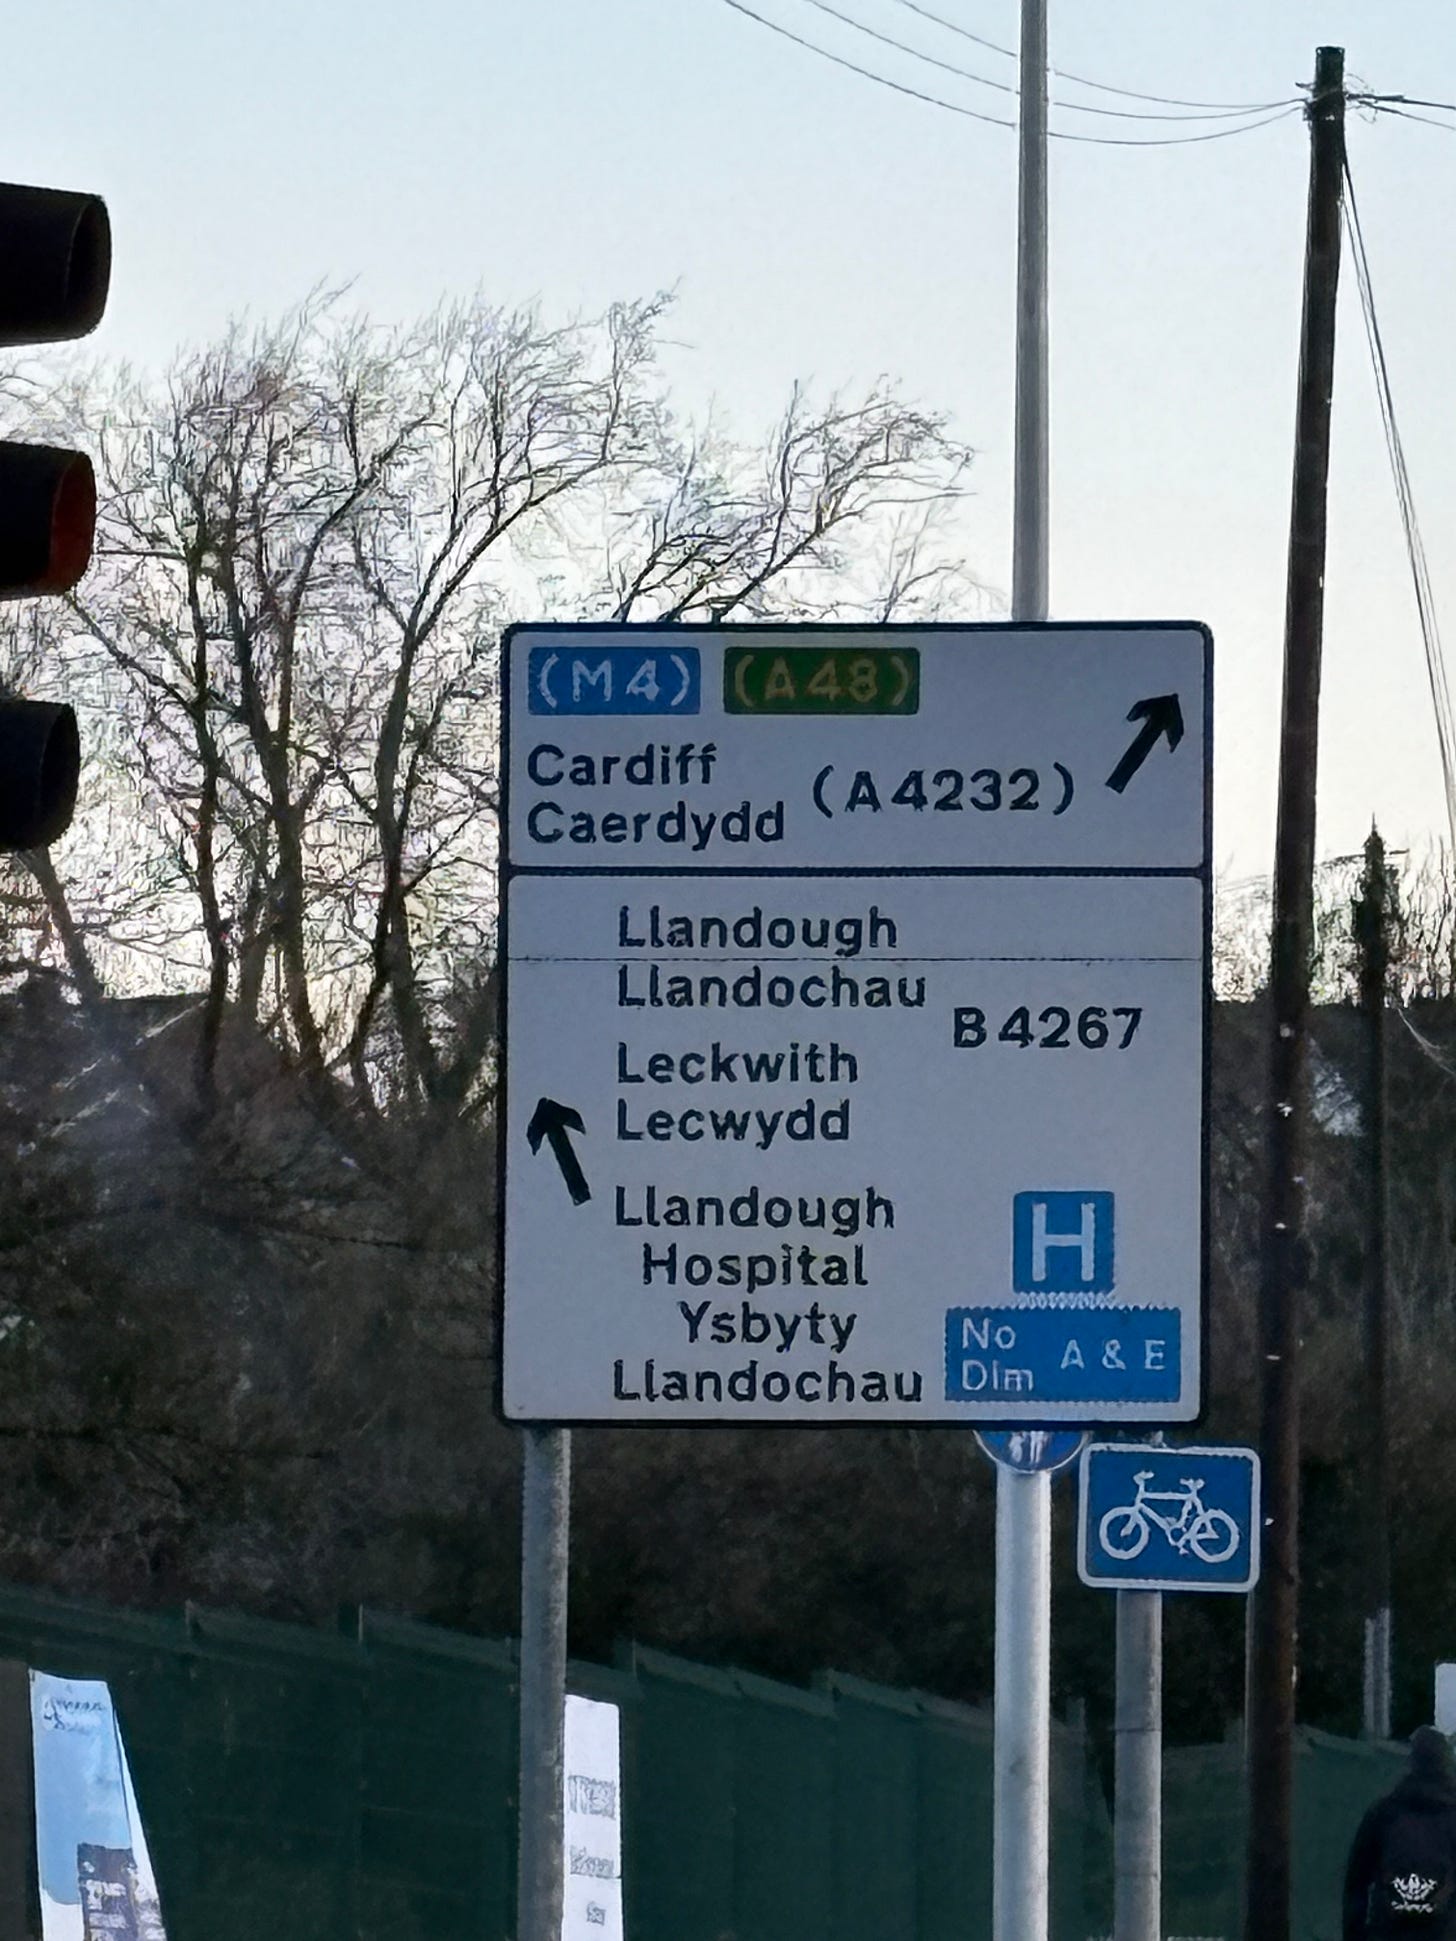 (M4) (A48)
Cardiff
Caerdydd (A4232)
Llandough
Llandochau
B4267
Leckwith
Lecwydd
Llandough
Hospital
Ysbyty
Llandochau
H
No
Dim
A & E